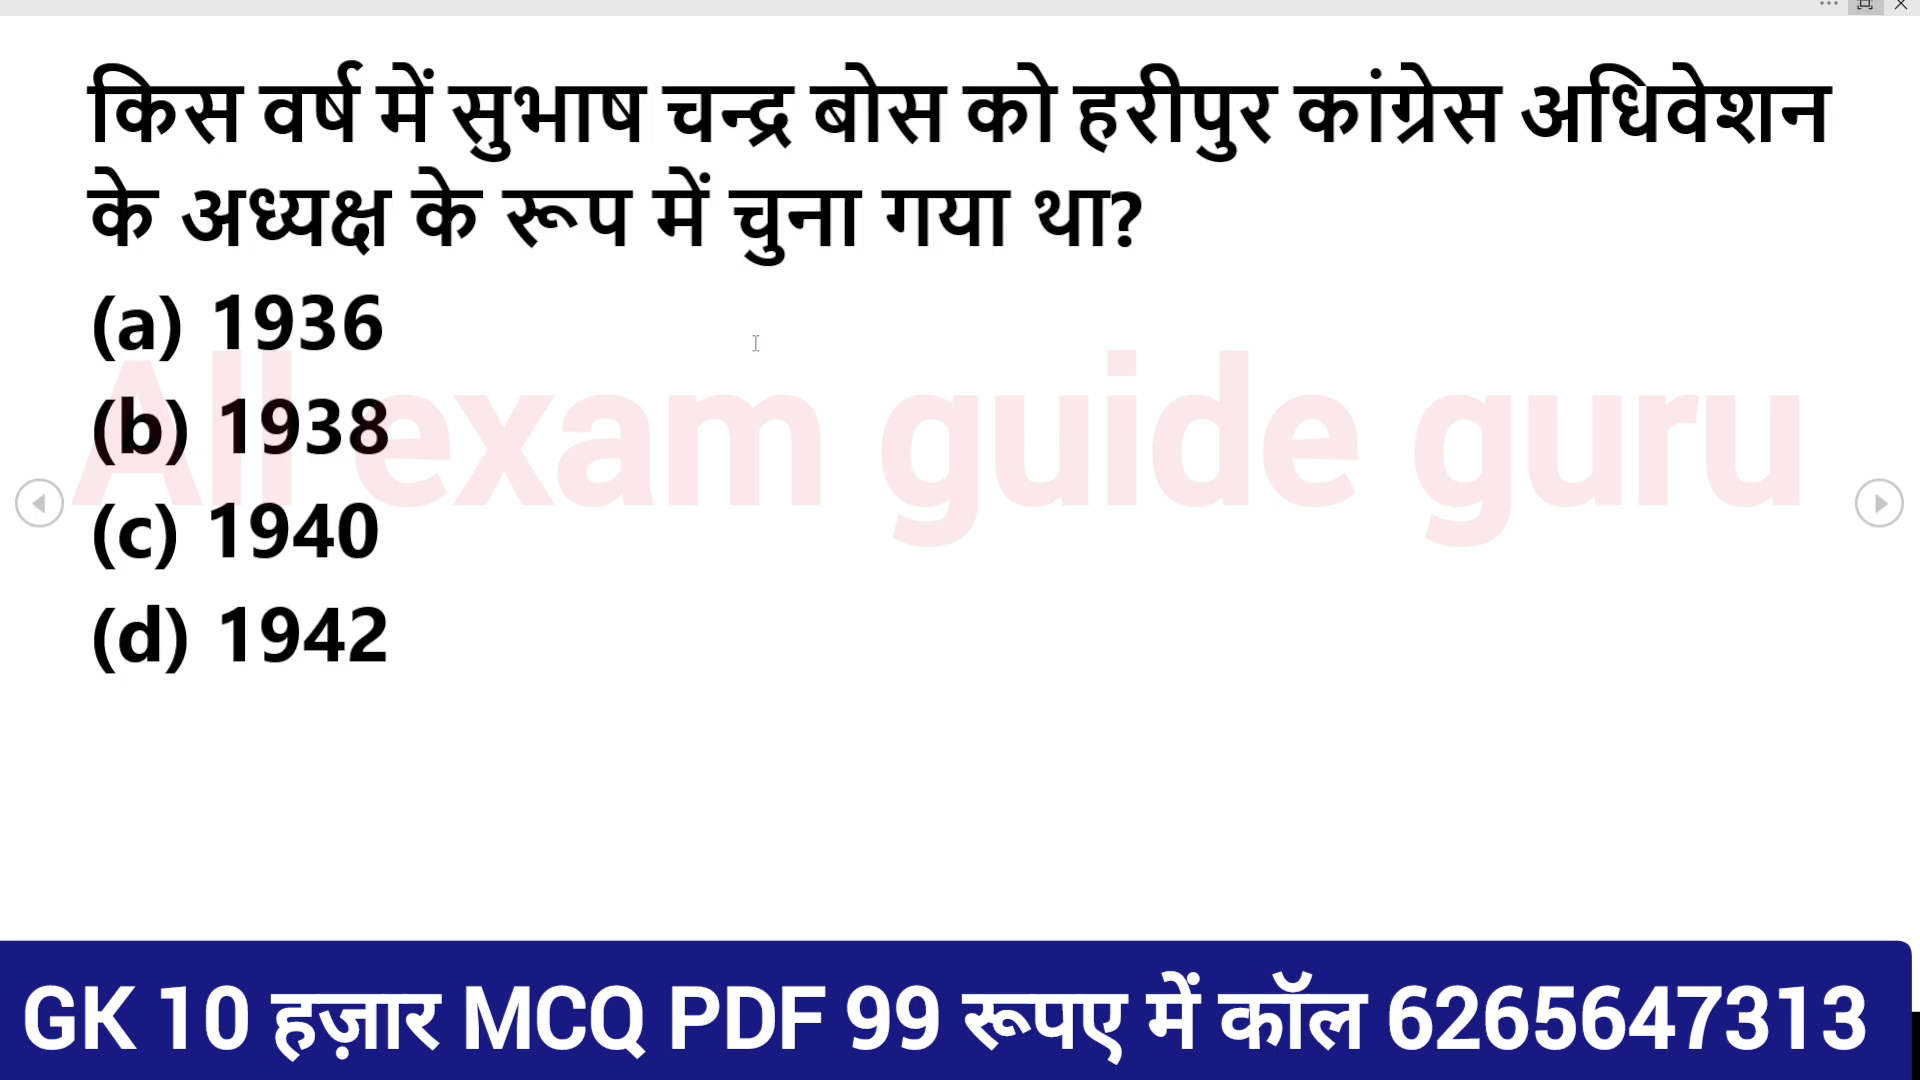 किस वर्ष में सुभाष चन्द्र बोस को हरीपुर कांग्रेस अधिवेशन
के अध्यक्ष के रूप में चुना गया था?
(a) 1936
(b) 1938
(c) 1940
(d) 1942
All exam guide guru
GK 10 हज़ार MCQ PDF 99 रूपए में कॉल 6265647313